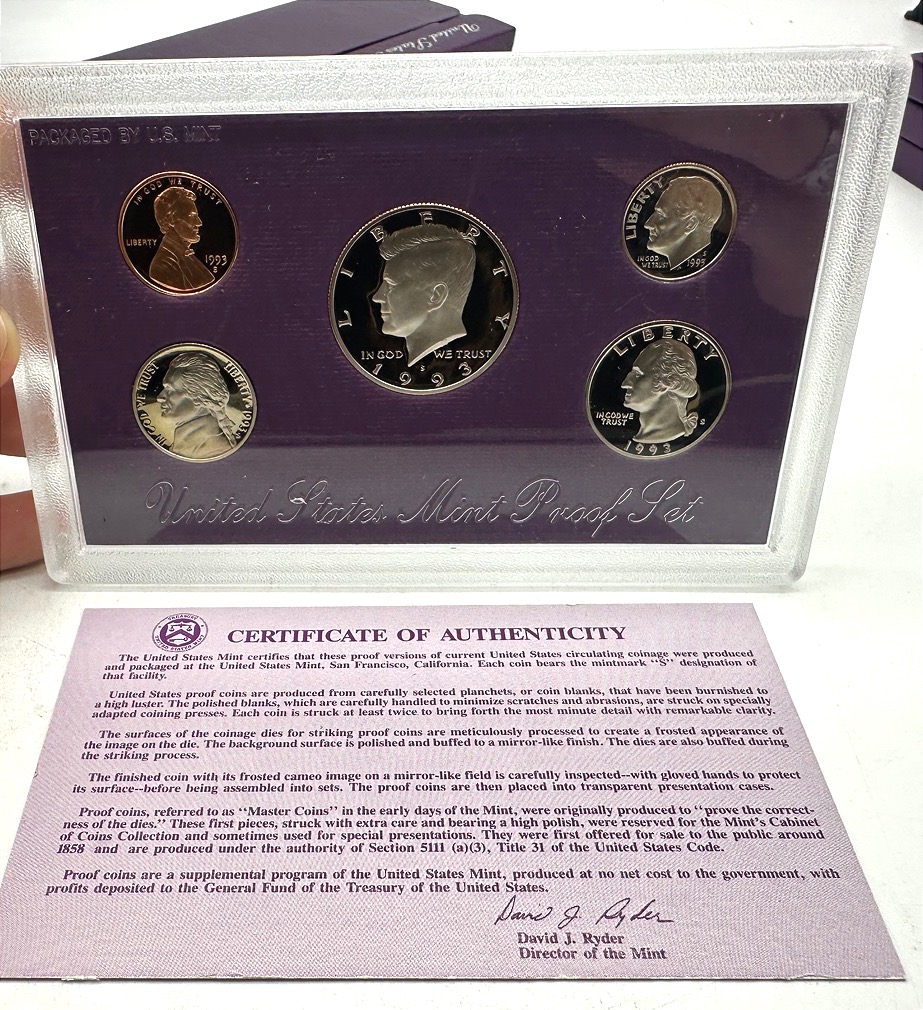 United States
PACKAGED BY U.S. MINT
IN GOD WE TRUST
LIBERTY
1993
S
LIBERTY
IN GOD WE TRUST
S
1993
LIBERTY
IN GOD
WE TRUST
1993
IN GOD WE TRUST
LIBERTY 1993
LIBERTY
IN GOD WE
TRUST
S
1993
United States Mint Proof Set
CERTIFICATE OF AUTHENTICITY
The United States Mint certifies that these proof versions of current United States circulating coinage were produced
and packaged at the United States Mint, San Francisco, California. Each coin bears the mintmark "S" designation of
that facility.
United States proof coins are produced from carefully selected planchets, or coin blanks, that have been burnished to
a high luster. The polished blanks, which are carefully handled to minimize scratches and abrasions, are struck on specially
adapted coining presses. Each coin is struck at least twice to bring forth the most minute detail with remarkable clarity.
The surfaces of the coinage dies for striking proof coins are meticulously processed to create a frosted appearance of
the image on the die. The background surface is polished and buffed to a mirror-like finish. The dies are also buffed during
the striking process.
The finished coin with its frosted cameo image on a mirror-like field is carefully inspected--with gloved hands to protect
its surface--before being assembled into sets. The proof coins are then placed into transparent presentation cases.
Proof coins, referred to as "Master Coins" in the early days of the Mint, were originally produced to "prove the correct-
ness of the dies." These first pieces, struck with extra care and bearing a high polish, were reserved for the Mint's Cabinet
of Coins Collection and sometimes used for special presentations. They were first offered for sale to the public around
1858 and are produced under the authority of Section 5111 (a)(3), Title 31 of the United States Code.
Proof coins are a supplemental program of the United States Mint, produced at no net cost to the government, with
profits deposited to the General Fund of the Treasury of the United States.
David J. Ryder
David J. Ryder
Director of the Mint